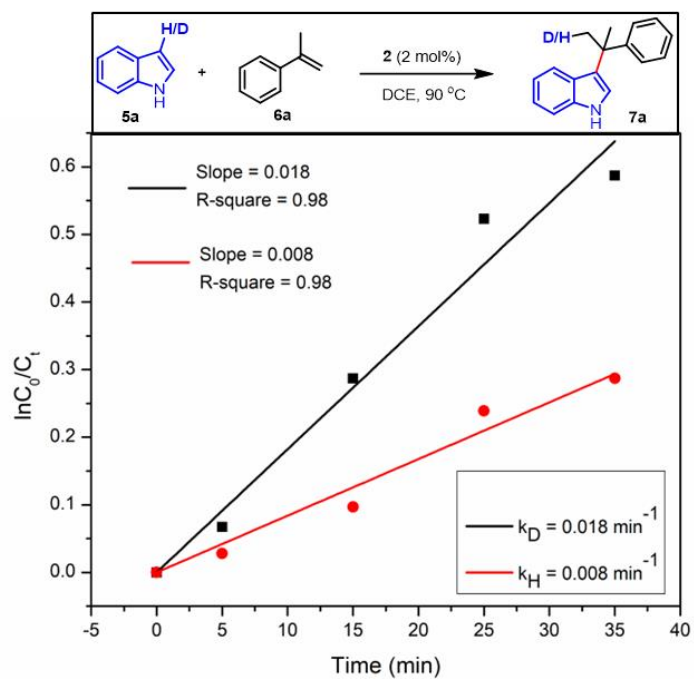 H/D
N
H
5a
+
6a
2 (2 mol%)
DCE, 90 °C
D/H
N
H
7a
Slope = 0.018
R-square = 0.98
Slope = 0.008
R-square = 0.98
lnC₀/Cₜ
0.6
0.5
0.4
0.3
0.2
0.1
0.0
k_D = 0.018 min⁻¹
k_H = 0.008 min⁻¹
-5 0 5 10 15 20 25 30 35 40
Time (min)